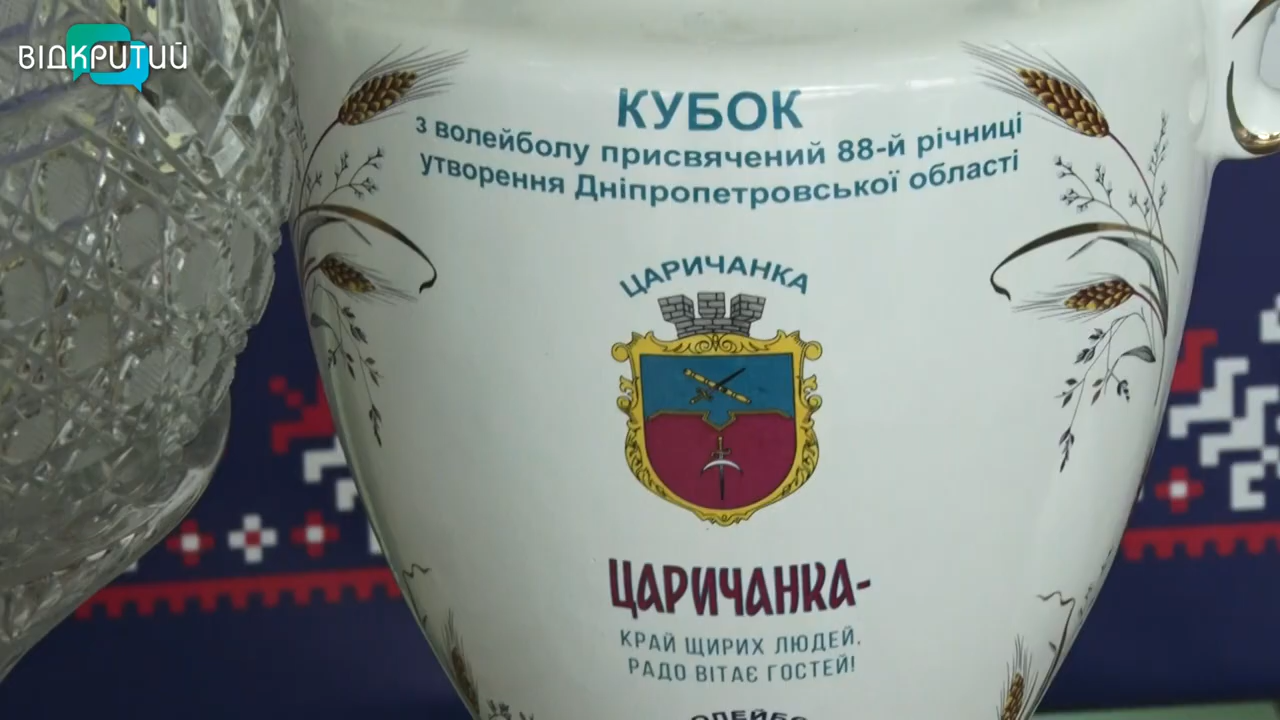 ВІДКРИТИЙ
КУБОК
з волейболу присвячений 88-й річниці
утворення Дніпропетровської області
ЦАРИЧАНКА
ЦАРИЧАНКА-
КРАЙ ЩИРИХ ЛЮДЕЙ,
РАДО ВІТАЄ ГОСТЕЙ!